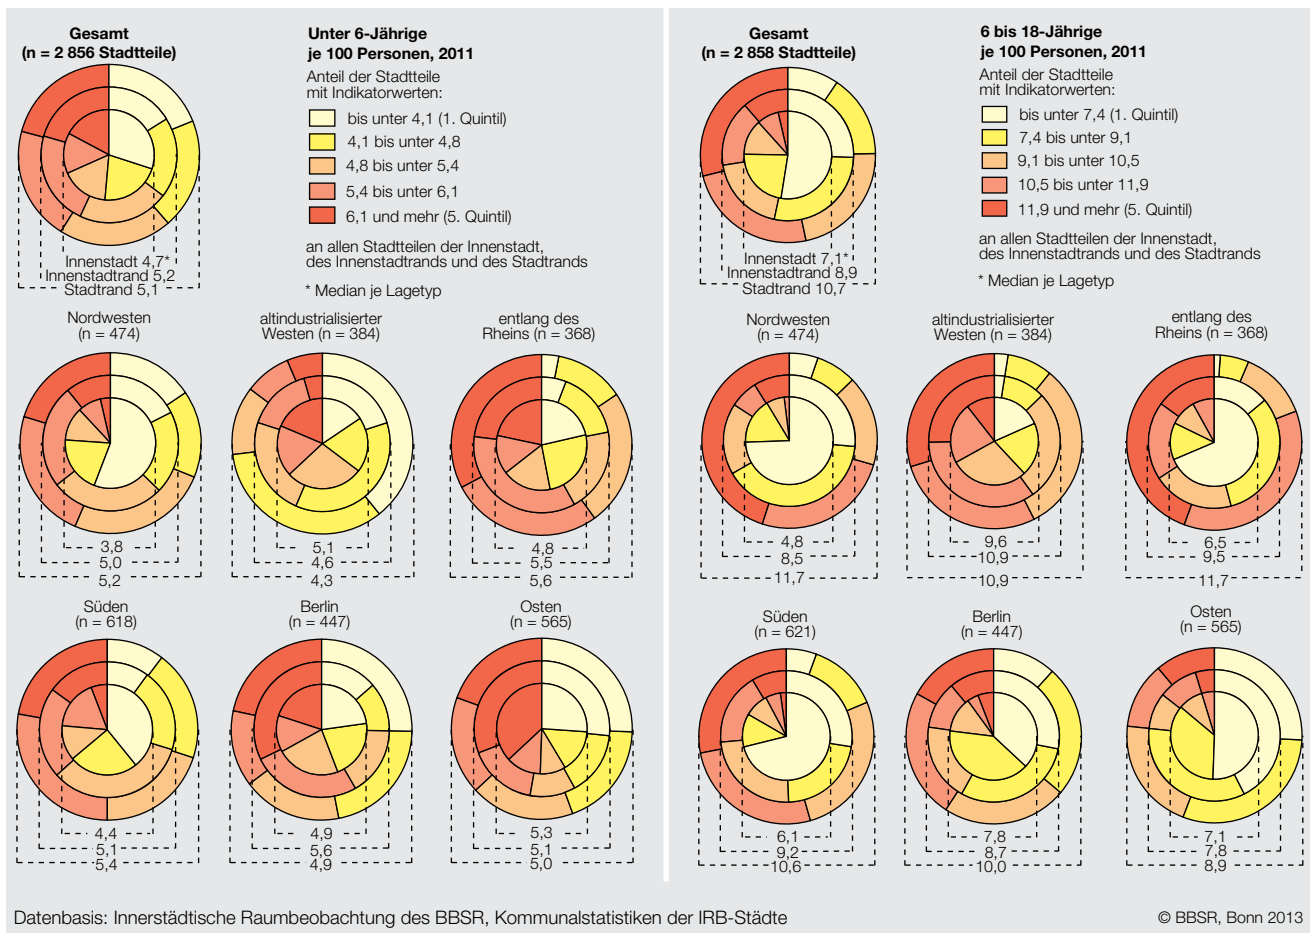 Gesamt
(n = 2 856 Stadtteile)
Unter 6-Jährige
je 100 Personen, 2011
Anteil der Stadtteile
mit Indikatorwerten:
bis unter 4,1 (1. Quintil)
4,1 bis unter 4,8
4,8 bis unter 5,4
5,4 bis unter 6,1
6,1 und mehr (5. Quintil)
an allen Stadtteilen der Innenstadt,
des Innenstadtrands und des Stadtrands
* Median je Lagetyp
Innenstadt 4,7*
Innenstadtrand 5,2
Stadtrand 5,1
Nordwesten
(n = 474)
3,8
5,0
5,2
altindustrialisierter
Westen (n = 384)
5,1
4,6
4,3
entlang des
Rheins (n = 368)
4,8
5,5
5,6
Süden
(n = 618)
4,4
5,1
5,4
Berlin
(n = 447)
4,9
5,6
4,9
Osten
(n = 565)
5,3
5,1
5,0
Gesamt
(n = 2 858 Stadtteile)
6 bis 18-Jährige
je 100 Personen, 2011
Anteil der Stadtteile
mit Indikatorwerten:
bis unter 7,4 (1. Quintil)
7,4 bis unter 9,1
9,1 bis unter 10,5
10,5 bis unter 11,9
11,9 und mehr (5. Quintil)
an allen Stadtteilen der Innenstadt,
des Innenstadtrands und des Stadtrands
* Median je Lagetyp
Innenstadt 7,1*
Innenstadtrand 8,9
Stadtrand 10,7
Nordwesten
(n = 474)
4,8
8,5
11,7
altindustrialisierter
Westen (n = 384)
9,6
10,9
10,9
entlang des
Rheins (n = 368)
6,5
9,5
11,7
Süden
(n = 621)
6,1
9,2
10,6
Berlin
(n = 447)
7,8
8,7
10,0
Osten
(n = 565)
7,1
7,8
8,9
Datenbasis: Innerstädtische Raumbeobachtung des BBSR, Kommunalstatistiken der IRB-Städte
© BBSR, Bonn 2013